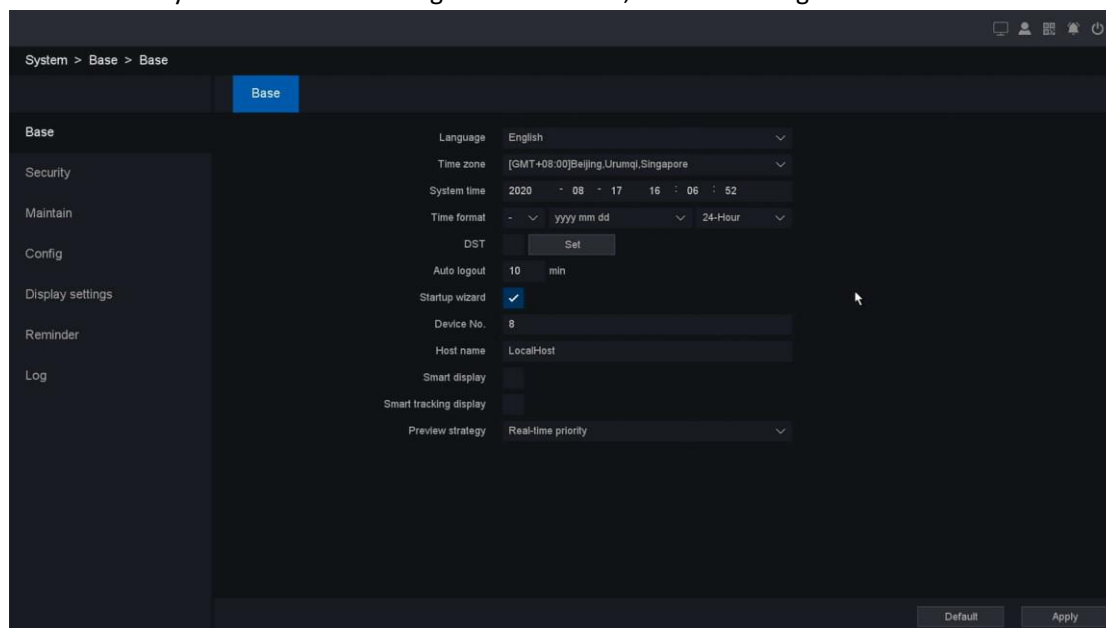 System > Base > Base
Base
Base
Security
Maintain
Config
Display settings
Reminder
Log
Language English
Time zone [GMT+08:00]Beijing,Urumqi,Singapore
System time 2020 - 08 - 17 16 : 06 : 52
Time format - yyyy mm dd 24-Hour
DST Set
Auto logout 10 min
Startup wizard
Device No. 8
Host name LocalHost
Smart display
Smart tracking display
Preview strategy Real-time priority
Default Apply